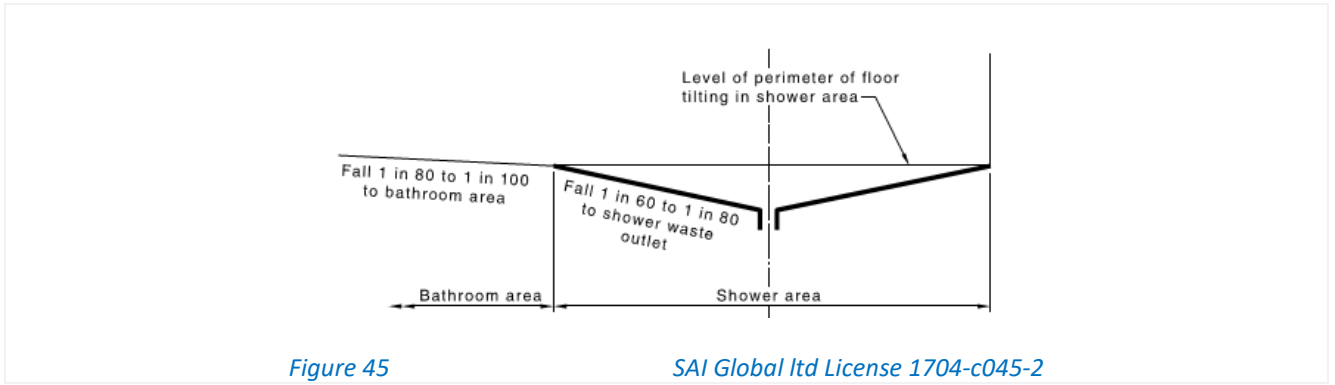 Level of perimeter of floor
tilting in shower area
Fall 1 in 80 to 1 in 100
to bathroom area
Fall 1 in 60 to 1 in 80
to shower waste
outlet
Bathroom area
Shower area
Figure 45
SAI Global ltd License 1704-c045-2